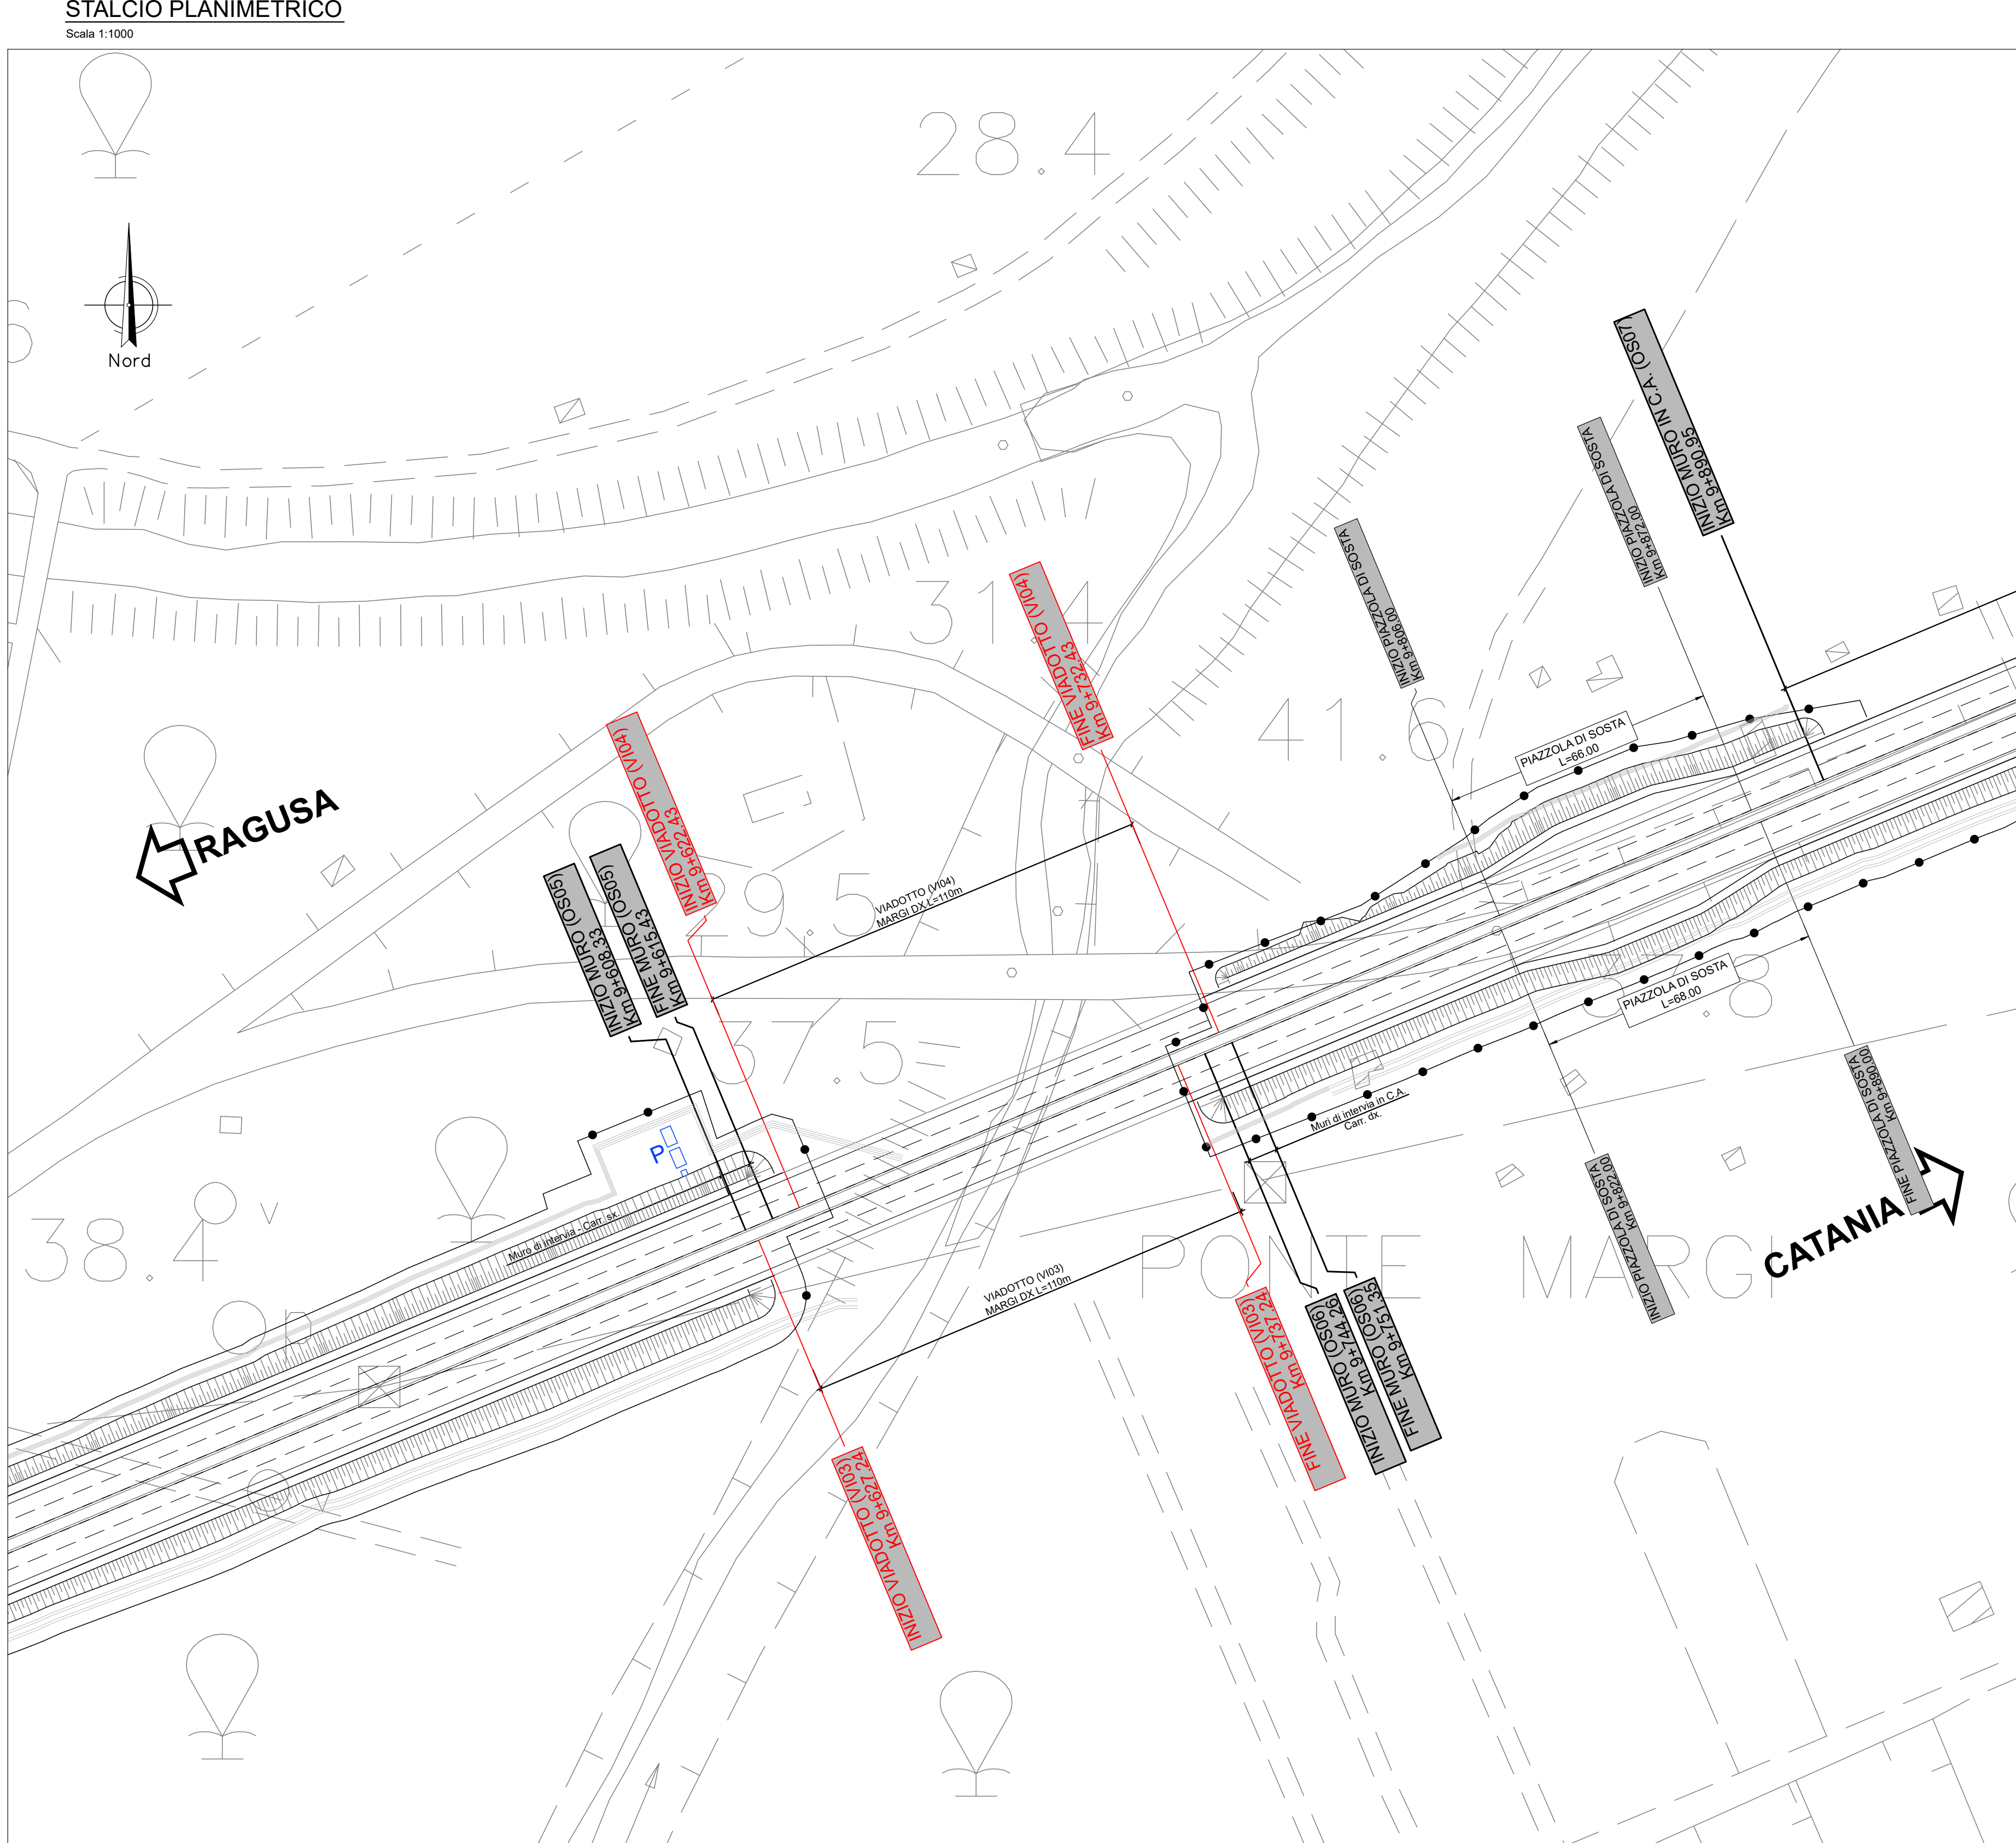 STALCIO PLANIMETRICO
Scala 1:1000
28.4
Nord
6
31.4
41.6
RAGUSA
INIZIO MURO (OS05)
Km 9+608.33
FINE MURO (OS05)
Km 9+615.43
INIZIO VIADOTTO (VI04)
Km 9+622.43
FINE VIADOTTO (VI04)
Km 9+732.43
INIZIO PIAZZOLA DI SOSTA
Km 9+806.00
INIZIO PIAZZOLA DI SOSTA
Km 9+872.00
INIZIO MURO IN C.A. (OS07)
Km 9+890.95
PIAZZOLA DI SOSTA
L=66.00
VIADOTTO (VI04)
MARGI DX L=110m
29.5
37.5
37.8
PIAZZOLA DI SOSTA
L=68.00
Muri di intervia in C.A.
Carr. dx.
P
Muro di intervia - Carr. sx.
38.4
VIADOTTO (VI03)
MARGI DX L=110m
PONTE MARGI
CATANIA
INIZIO VIADOTTO (VI03)
Km 9+627.24
FINE VIADOTTO (VI03)
Km 9+737.24
INIZIO MURO (OS06)
Km 9+744.26
FINE MURO (OS06)
Km 9+751.35
INIZIO PIAZZOLA DI SOSTA
Km 9+822.00
FINE PIAZZOLA DI SOSTA
Km 9+890.00